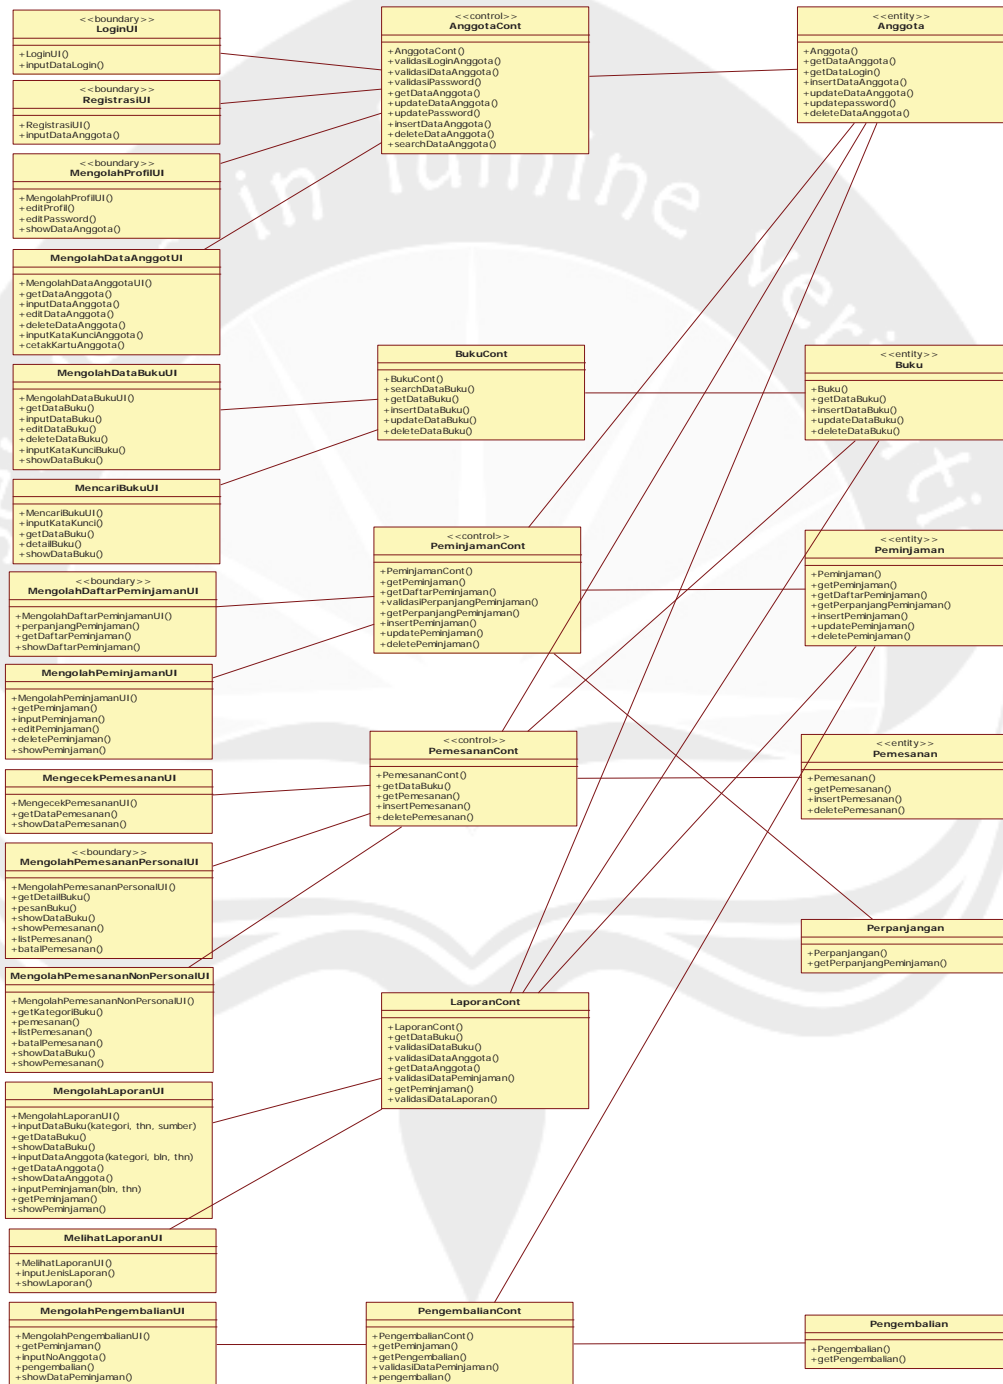 <<boundary>>
LoginUI
+LoginUI()
+inputDataLogin()
<<boundary>>
RegistrasiUI
+RegistrasiUI()
+inputDataAnggota()
<<boundary>>
MengolahProfilUI
+MengolahProfilUI()
+editProfil()
+editPassword()
+showDataAnggota()
MengolahDataAnggotUI
+MengolahDataAnggotaUI()
+getDataAnggota()
+inputDataAnggota()
+editDataAnggota()
+deleteDataAnggota()
+inputKataKunciAnggota()
+cetakKartuAnggota()
MengolahDataBukuUI
+MengolahDataBukuUI()
+getDataBuku()
+inputDataBuku()
+editDataBuku()
+deleteDataBuku()
+inputKataKunciBuku()
+showDataBuku()
MencariBukuUI
+MencariBukuUI()
+inputKataKunci()
+getDataBuku()
+detailBuku()
+showDataBuku()
<<boundary>>
MengolahDaftarPeminjamanUI
+MengolahDaftarPeminjamanUI()
+perpanjangPeminjaman()
+getDaftarPeminjaman()
+showDaftarPeminjaman()
MengolahPeminjamanUI
+MengolahPeminjamanUI()
+getPeminjaman()
+inputPeminjaman()
+editPeminjaman()
+deletePeminjaman()
+showPeminjaman()
MengecekPemesananUI
+MengecekPemesananUI()
+getDataPemesanan()
+showDataPemesanan()
<<boundary>>
MengolahPemesananPersonalUI
+MengolahPemesananPersonalUI()
+getDetailBuku()
+pesanBuku()
+showDataBuku()
+showPemesanan()
+listPemesanan()
+batalPemesanan()
MengolahPemesananNonPersonalUI
+MengolahPemesananNonPersonalUI()
+getKategoriBuku()
+pemesanan()
+listPemesanan()
+batalPemesanan()
+showDataBuku()
+showPemesanan()
MengolahLaporanUI
+MengolahLaporanUI()
+inputDataBuku(kategori, thn, sumber)
+getDataBuku()
+showDataBuku()
+inputDataAnggota(kategori, bln, thn)
+getDataAnggota()
+showDataAnggota()
+inputPeminjaman(bln, thn)
+getPeminjaman()
+showPeminjaman()
MelihatLaporanUI
+MelihatLaporanUI()
+inputJenisLaporan()
+showLaporan()
MengolahPengembalianUI
+MengolahPengembalianUI()
+getPeminjaman()
+inputNoAnggota()
+pengembalian()
+showDataPeminjaman()
<<control>>
AnggotaCont
+AnggotaCont()
+validasiLoginAnggota()
+validasiDataAnggota()
+validasiPassword()
+getDataAnggota()
+updateDataAnggota()
+updatePassword()
+insertDataAnggota()
+deleteDataAnggota()
+searchDataAnggota()
BukuCont
+BukuCont()
+searchDataBuku()
+getDataBuku()
+insertDataBuku()
+updateDataBuku()
+deleteDataBuku()
<<control>>
PeminjamanCont
+PeminjamanCont()
+getPeminjaman()
+getDaftarPeminjaman()
+validasiPerpanjangPeminjaman()
+getPerpanjangPeminjaman()
+insertPeminjaman()
+updatePeminjaman()
+deletePeminjaman()
<<control>>
PemesananCont
+PemesananCont()
+getDataBuku()
+getPemesanan()
+insertPemesanan()
+deletePemesanan()
LaporanCont
+LaporanCont()
+getDataBuku()
+validasiDataBuku()
+validasiDataAnggota()
+getDataAnggota()
+validasiDataPeminjaman()
+getPeminjaman()
+validasiDataLaporan()
PengembalianCont
+PengembalianCont()
+getPeminjaman()
+getPengembalian()
+validasiDataPeminjaman()
+pengembalian()
<<entity>>
Anggota
+Anggota()
+getDataAnggota()
+getDataLogin()
+insertDataAnggota()
+updateDataAnggota()
+updatepassword()
+deleteDataAnggota()
<<entity>>
Buku
+Buku()
+getDataBuku()
+insertDataBuku()
+updateDataBuku()
+deleteDataBuku()
<<entity>>
Peminjaman
+Peminjaman()
+getPeminjaman()
+getDaftarPeminjaman()
+getPerpanjangPeminjaman()
+insertPeminjaman()
+updatePeminjaman()
+deletePeminjaman()
<<entity>>
Pemesanan
+Pemesanan()
+getPemesanan()
+insertPemesanan()
+deletePemesanan()
Perpanjangan
+Perpanjangan()
+getPerpanjangPeminjaman()
Pengembalian
+Pengembalian()
+getPengembalian()
in lumine